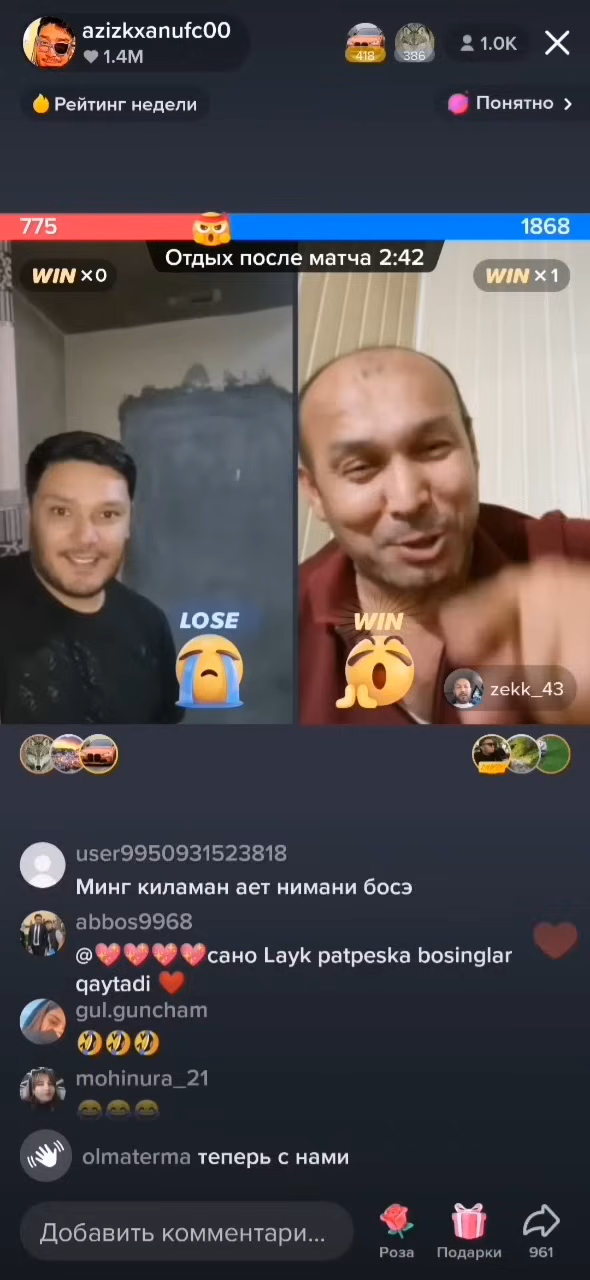 azizkxanufc00
1.4M
418
386
1.0K
Рейтинг недели
Понятно
775
1868
Отдых после матча 2:42
WIN ×0
WIN ×1
LOSE
WIN
zekk_43
user9950931523818
Минг киламан ает нимани босэ
abbos9968
@💖💖💖💖сано Layk patpeska bosinglar
qaytadi ❤️
gul.guncham
🤣🤣🤣
mohinura_21
😂😂😂
olmaterma теперь с нами
Добавить комментари...
Роза
Подарки
961